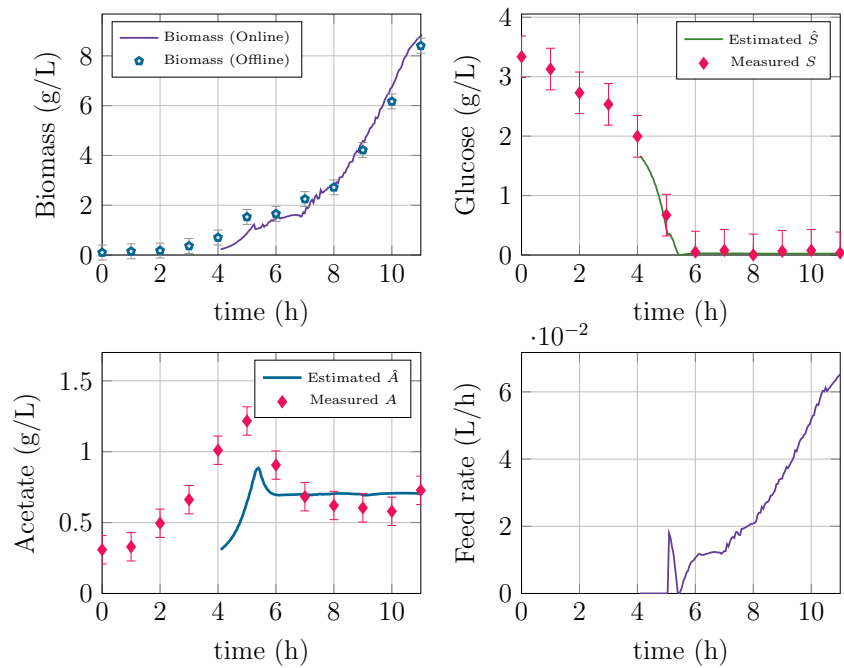 Biomass (Online)
Biomass (Offline)
Biomass (g/L)
8
6
4
2
0
0 2 4 6 8 10
time (h)
Estimated Ŝ
Measured S
Glucose (g/L)
4
3
2
1
0
0 2 4 6 8 10
time (h)
Estimated Â
Measured A
Acetate (g/L)
1.5
1
0.5
0
0 2 4 6 8 10
time (h)
·10⁻²
Feed rate (L/h)
6
4
2
0
0 2 4 6 8 10
time (h)